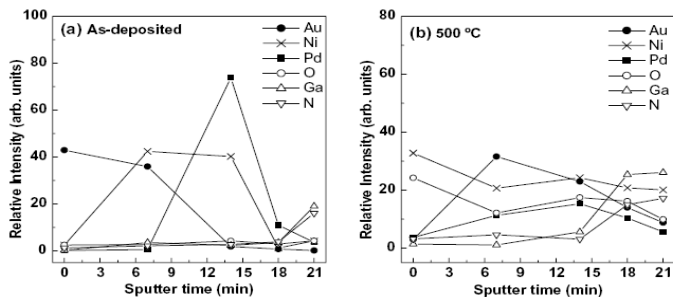 (a) As-deposited
Au
Ni
Pd
O
Ga
N
100
80
60
40
20
0
Relative Intensity (arb. units)
0 3 6 9 12 15 18 21
Sputter time (min)
(b) 500 ºC
Au
Ni
Pd
O
Ga
N
80
60
40
20
0
Relative Intensity (arb. units)
0 3 6 9 12 15 18 21
Sputter time (min)